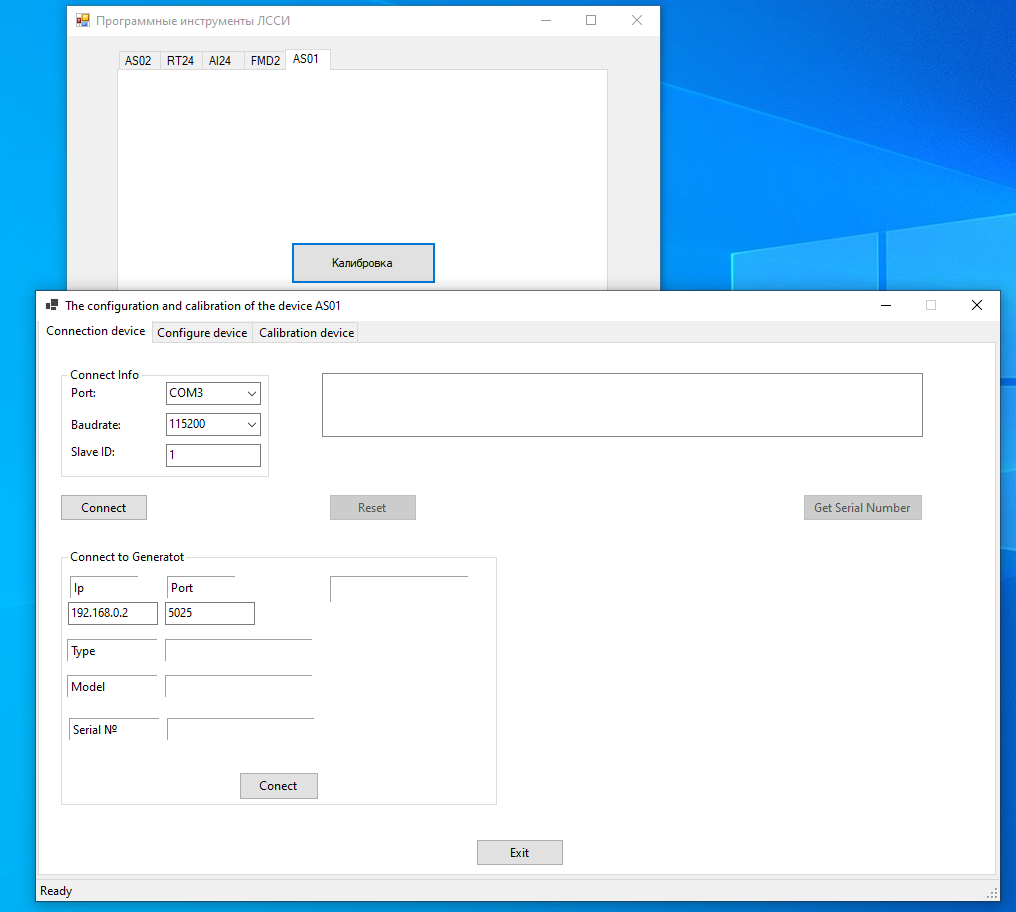 Программные инструменты ЛССИ
AS02 RT24 AI24 FMD2 AS01
Калибровка
The configuration and calibration of the device AS01
Connection device Configure device Calibration device
Connect Info
Port: COM3
Baudrate: 115200
Slave ID: 1
Connect Reset Get Serial Number
Connect to Generatot
Ip Port
192.168.0.2 5025
Type
Model
Serial №
Conect
Exit
Ready